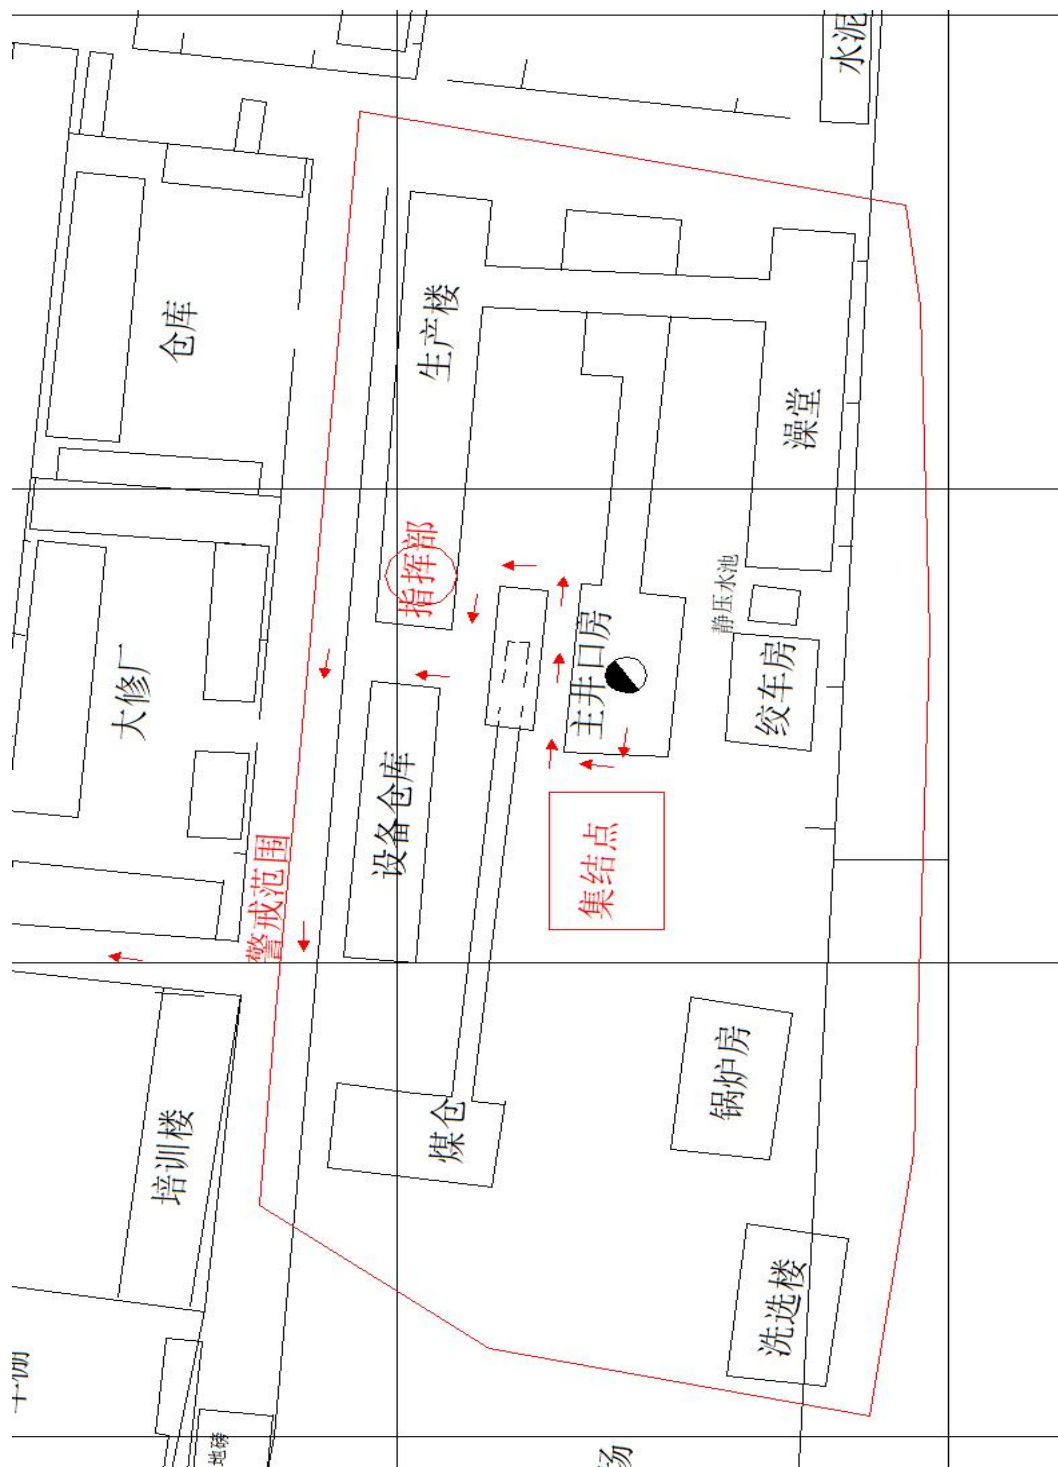 水泥
仓库
生产楼
澡堂
指挥部
静压水池
主井口房
绞车房
大修厂
设备仓库
警戒范围
集结点
煤仓
锅炉房
培训楼
洗选楼
地磅